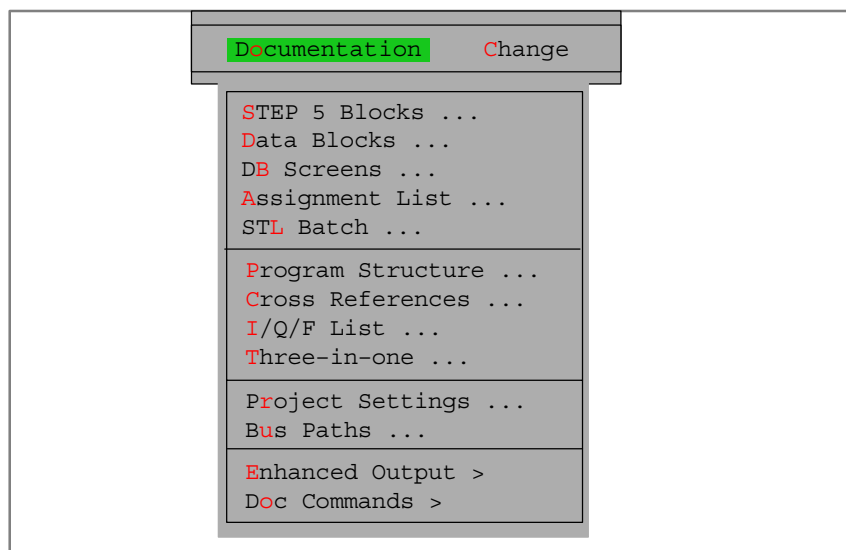 Documentation Change
STEP 5 Blocks ...
Data Blocks ...
DB Screens ...
Assignment List ...
STL Batch ...
Program Structure ...
Cross References ...
I/Q/F List ...
Three-in-one ...
Project Settings ...
Bus Paths ...
Enhanced Output >
Doc Commands >